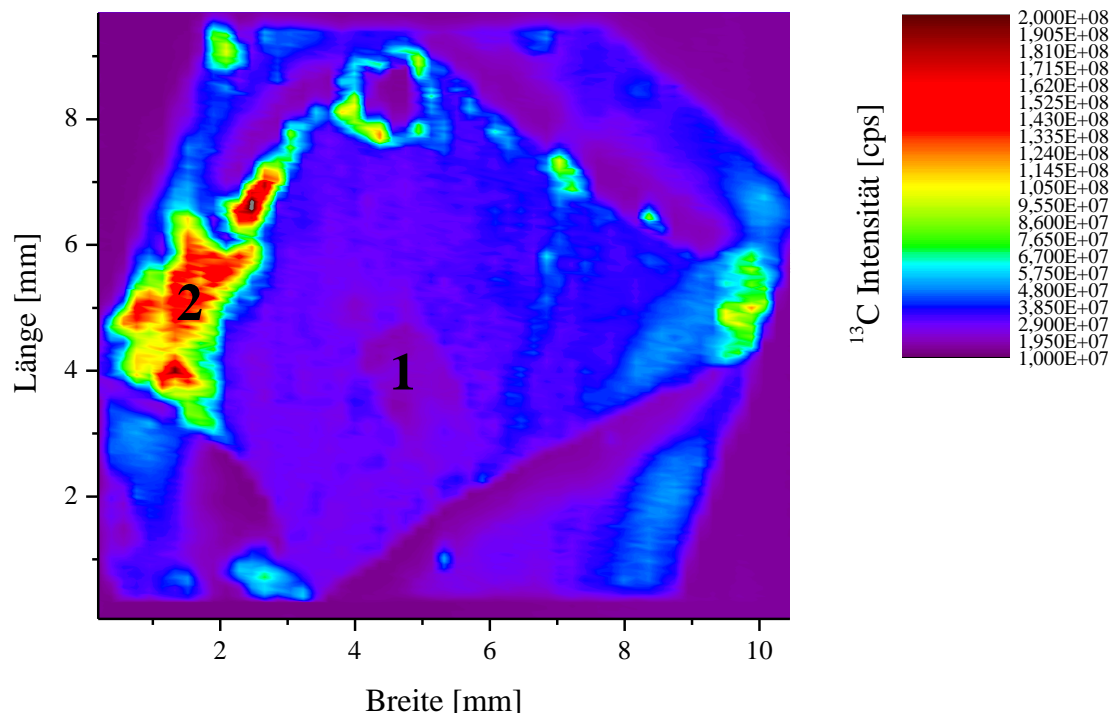 8
6
4
2
2
4
6
8
10
Länge [mm]
Breite [mm]
1
2
¹³C Intensität [cps]
2,000E+08
1,905E+08
1,810E+08
1,715E+08
1,620E+08
1,525E+08
1,430E+08
1,335E+08
1,240E+08
1,145E+08
1,050E+08
9,550E+07
8,600E+07
7,650E+07
6,700E+07
5,750E+07
4,800E+07
3,850E+07
2,900E+07
1,950E+07
1,000E+07